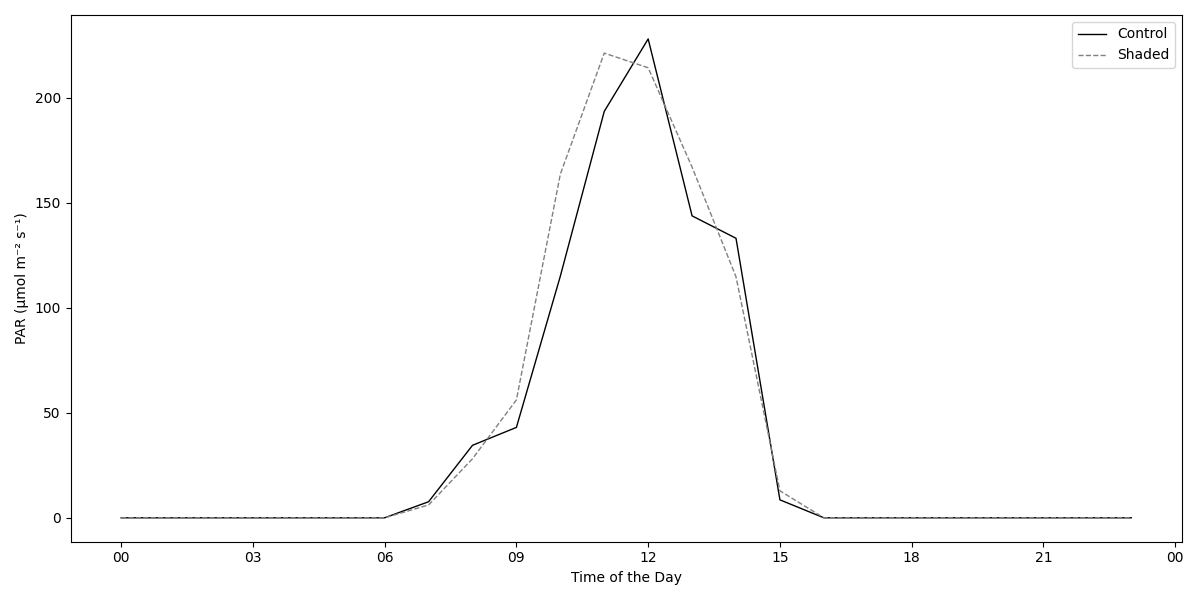 Control
Shaded
200
150
100
50
0
PAR (μmol m⁻² s⁻¹)
00 03 06 09 12 15 18 21 00
Time of the Day